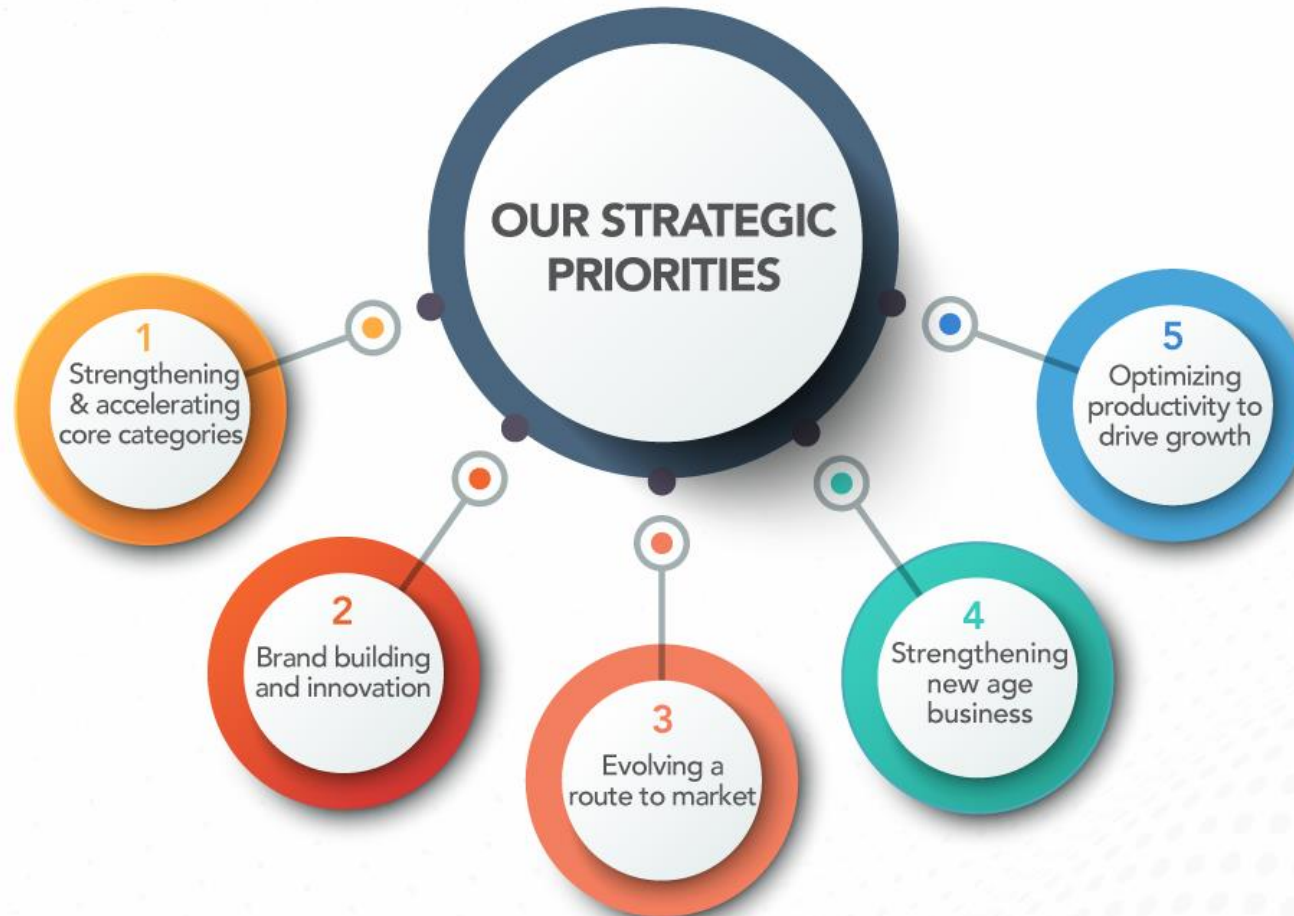 OUR STRATEGIC
PRIORITIES
1
Strengthening
& accelerating
core categories
2
Brand building
and innovation
3
Evolving a
route to market
4
Strengthening
new age
business
5
Optimizing
productivity to
drive growth